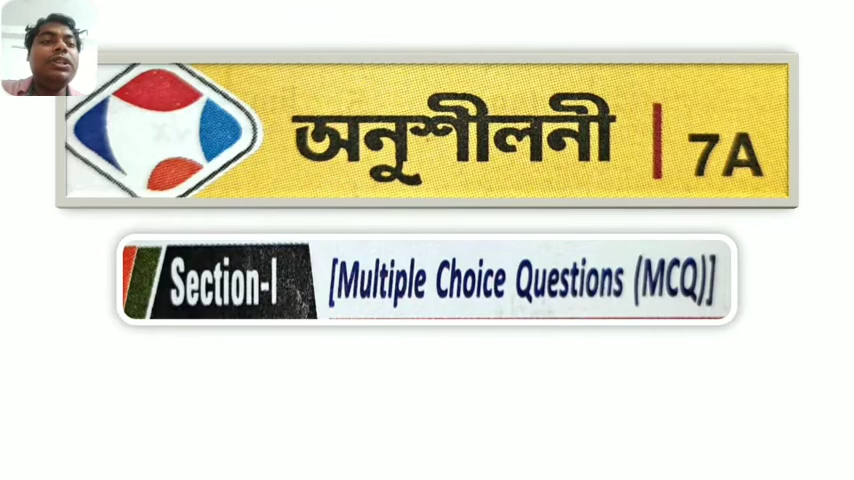 অনুশীলনী | 7A
Section-I [Multiple Choice Questions (MCQ)]